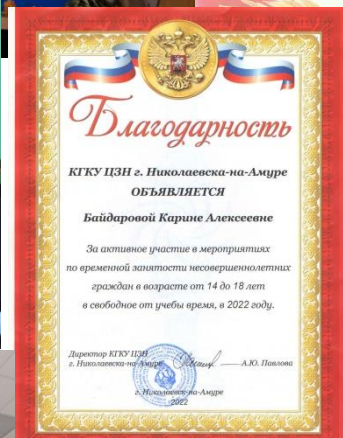 Благодарность
КГКУ ЦЗН г. Николаевска-на-Амуре
ОБЪЯВЛЯЕТСЯ
Байдаровой Карине Алексеевне
За активное участие в мероприятиях
по временной занятости несовершеннолетних
граждан в возрасте от 14 до 18 лет
в свободное от учебы время, в 2022 году.
Директор КГКУ ЦЗН
г. Николаевска-на-Амуре А.Ю. Павлова
г. Николаевск-на-Амуре
2022